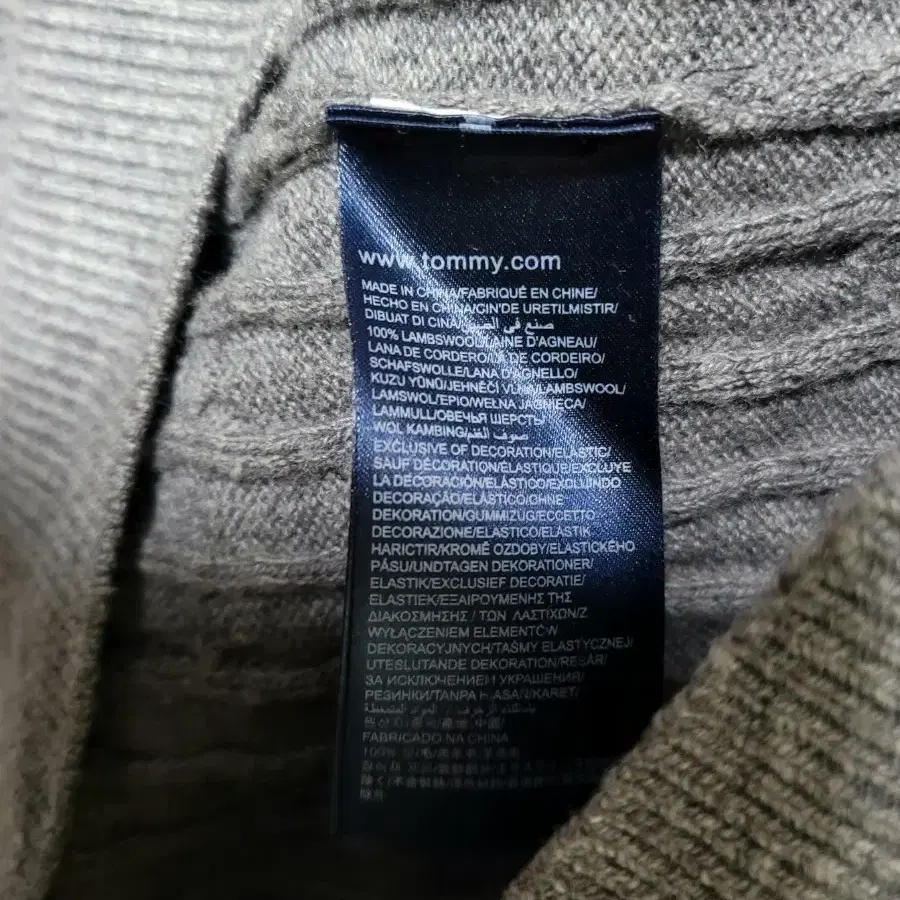 www.tommy.com
MADE IN CHINA/FABRIQUÉ EN CHINE/
HECHO EN CHINA/CIN'DE URETILMISTIR/
DIBUAT DI CINA/صنع في الصين
100% LAMBSWOOL/LAINE D'AGNEAU/
LANA DE CORDERO/LÃ DE CORDEIRO/
SCHAFSWOLLE/LANA D'AGNELLO/
KUZU YÜNÜ/JEHNĚČÍ VLNA/LAMBSWOOL/
LAMSWOL/ΕΡΙΟ/WEŁNA JAGNIĘCA/
LAMMULL/ОВЕЧЬЯ ШЕРСТЬ/
WOL KAMBING/صوف الغنم
EXCLUSIVE OF DECORATION/ELASTIC/
SAUF DÉCORATION/ÉLASTIQUE/EXCLUYE
LA DECORACIÓN/ELÁSTICO/EXCLUINDO
DECORAÇÃO/ELÁSTICO/OHNE
DEKORATION/GUMMIZUG/ECCETTO
DECORAZIONE/ELASTICO/ELASTIK
HARICTIR/KROMĚ OZDOBY/ELASTICKÉHO
PÁSU/UNDTAGEN DEKORATIONER/
ELASTIK/EXCLUSIEF DECORATIE/
ELASTIEK/ΕΞΑΙΡΟΥΜΕΝΗΣ ΤΗΣ
ΔΙΑΚΟΣΜΗΣΗΣ / ΤΩΝ ΛΑΣΤΙΧΩΝ/Z
WYŁĄCZENIEM ELEMENTÓW
DEKORACYJNYCH/TAŚMY ELASTYCZNEJ/
UTESLUTANDE DEKORATION/RESÅR/
ЗА ИСКЛЮЧЕНИЕМ УКРАШЕНИЯ/
РЕЗИНКИ/TANPA HIASAN/KARET/
FABRICADO NA CHINA
100%